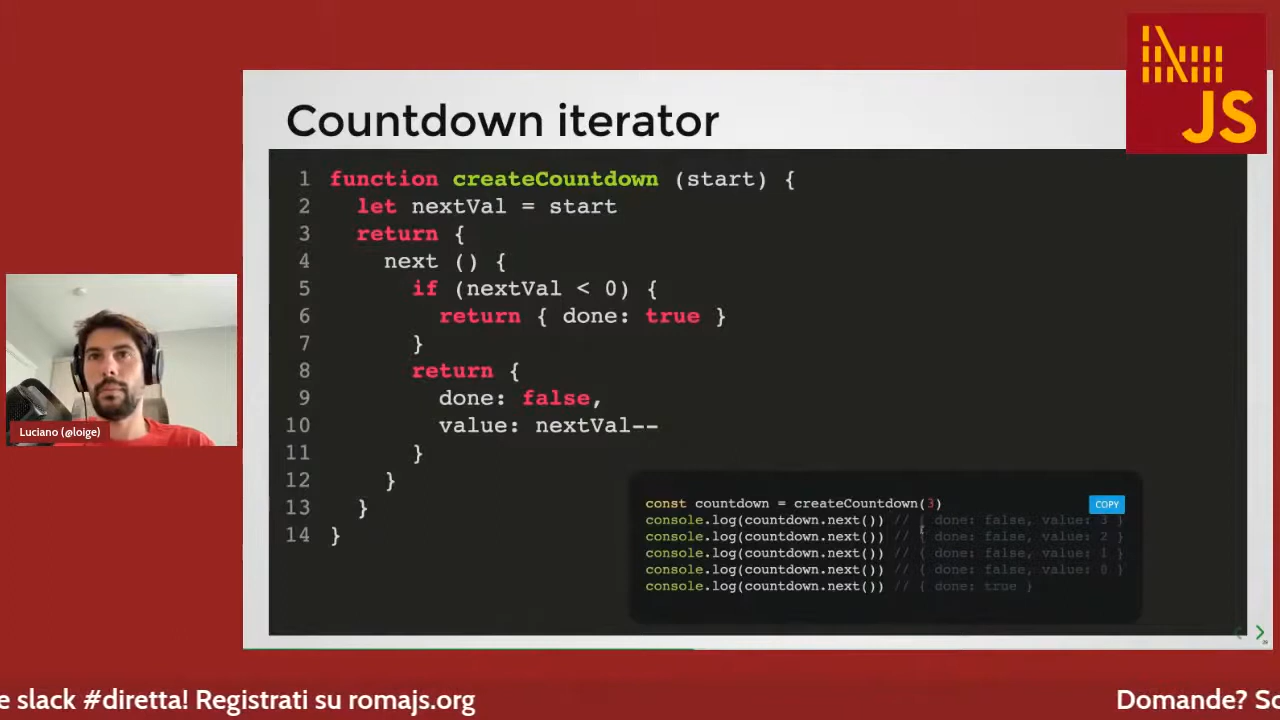 JS
Countdown iterator
1 function createCountdown (start) {
2 let nextVal = start
3 return {
4 next () {
5 if (nextVal < 0) {
6 return { done: true }
7 }
8 return {
9 done: false,
10 value: nextVal--
11 }
12 }
13 }
14 }
const countdown = createCountdown(3)
COPY
console.log(countdown.next()) // { done: false, value: 3 }
console.log(countdown.next()) // { done: false, value: 2 }
console.log(countdown.next()) // { done: false, value: 1 }
console.log(countdown.next()) // { done: false, value: 0 }
console.log(countdown.next()) // { done: true }
Luciano (@loige)
e slack #diretta! Registrati su romajs.org
Domande?